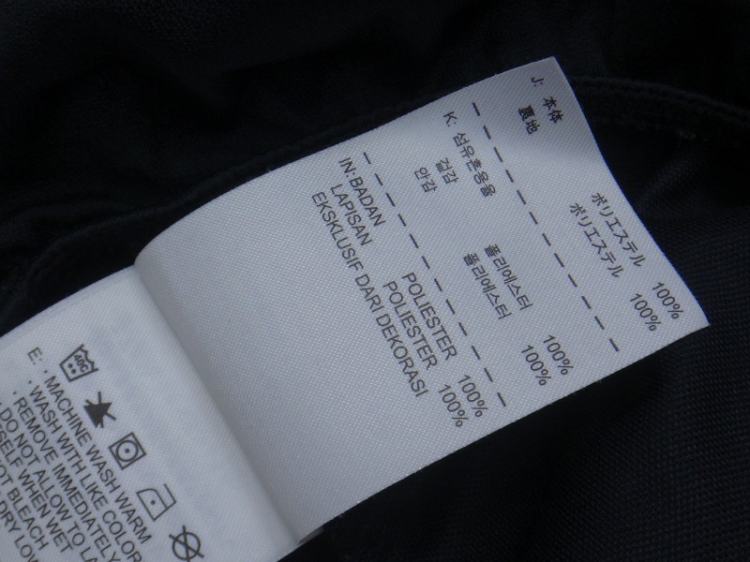 J: 本体 ポリエステル 100%
裏地 ポリエステル 100%
K: 섬유혼용율
겉감 폴리에스터 100%
안감 폴리에스터 100%
IN: BADAN POLIESTER 100%
LAPISAN POLIESTER 100%
EKSKLUSIF DARI DEKORASI
40C
E: · MACHINE WASH WARM
· WASH WITH LIKE COLOR
· REMOVE IMMEDIATELY
DO NOT ALLOW TO
SELF WHEN WET
BLEACH
DRY